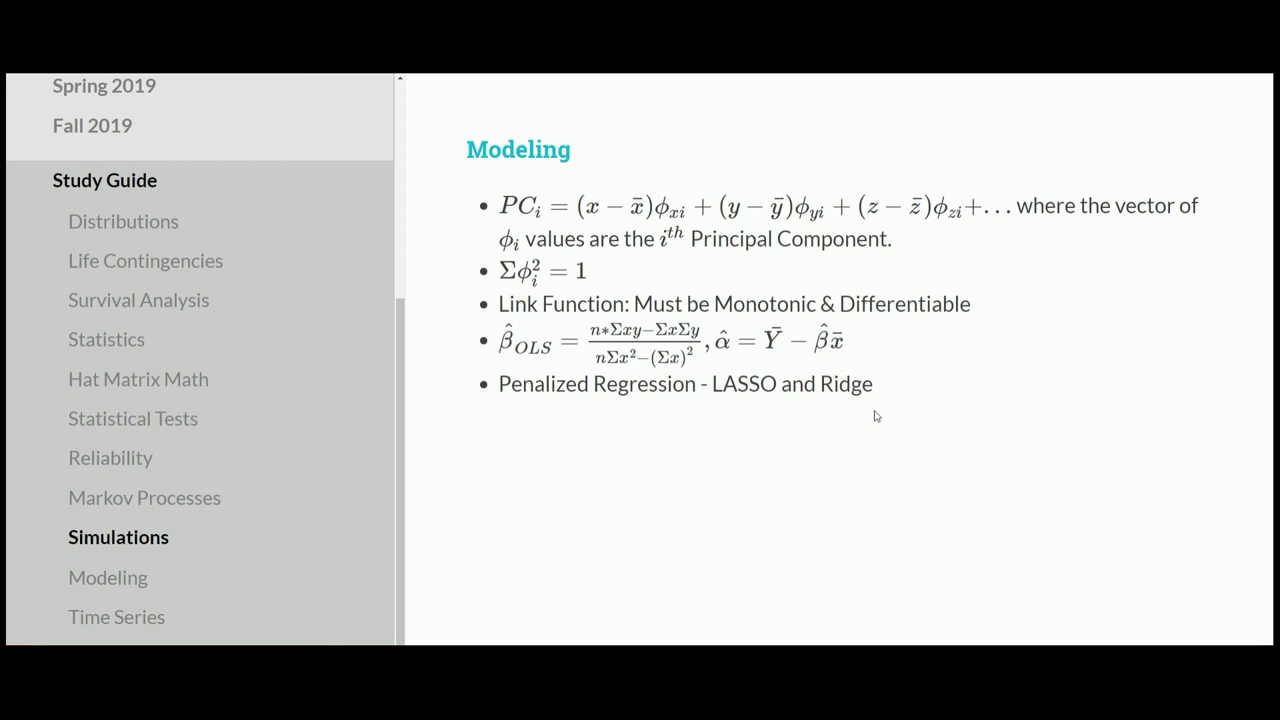 Spring 2019
Fall 2019
Study Guide
Distributions
Life Contingencies
Survival Analysis
Statistics
Hat Matrix Math
Statistical Tests
Reliability
Markov Processes
Simulations
Modeling
Time Series
Modeling
• $PC_i = (x - \bar{x})\phi_{xi} + (y - \bar{y})\phi_{yi} + (z - \bar{z})\phi_{zi} + \ldots$ where the vector of
$\phi_i$ values are the $i^{th}$ Principal Component.
• $\Sigma\phi_i^2 = 1$
• Link Function: Must be Monotonic & Differentiable
• $\hat{\beta}_{OLS} = \frac{n*\Sigma xy - \Sigma x \Sigma y}{n\Sigma x^2 - (\Sigma x)^2}, \hat{\alpha} = \bar{Y} - \hat{\beta}\bar{x}$
• Penalized Regression - LASSO and Ridge